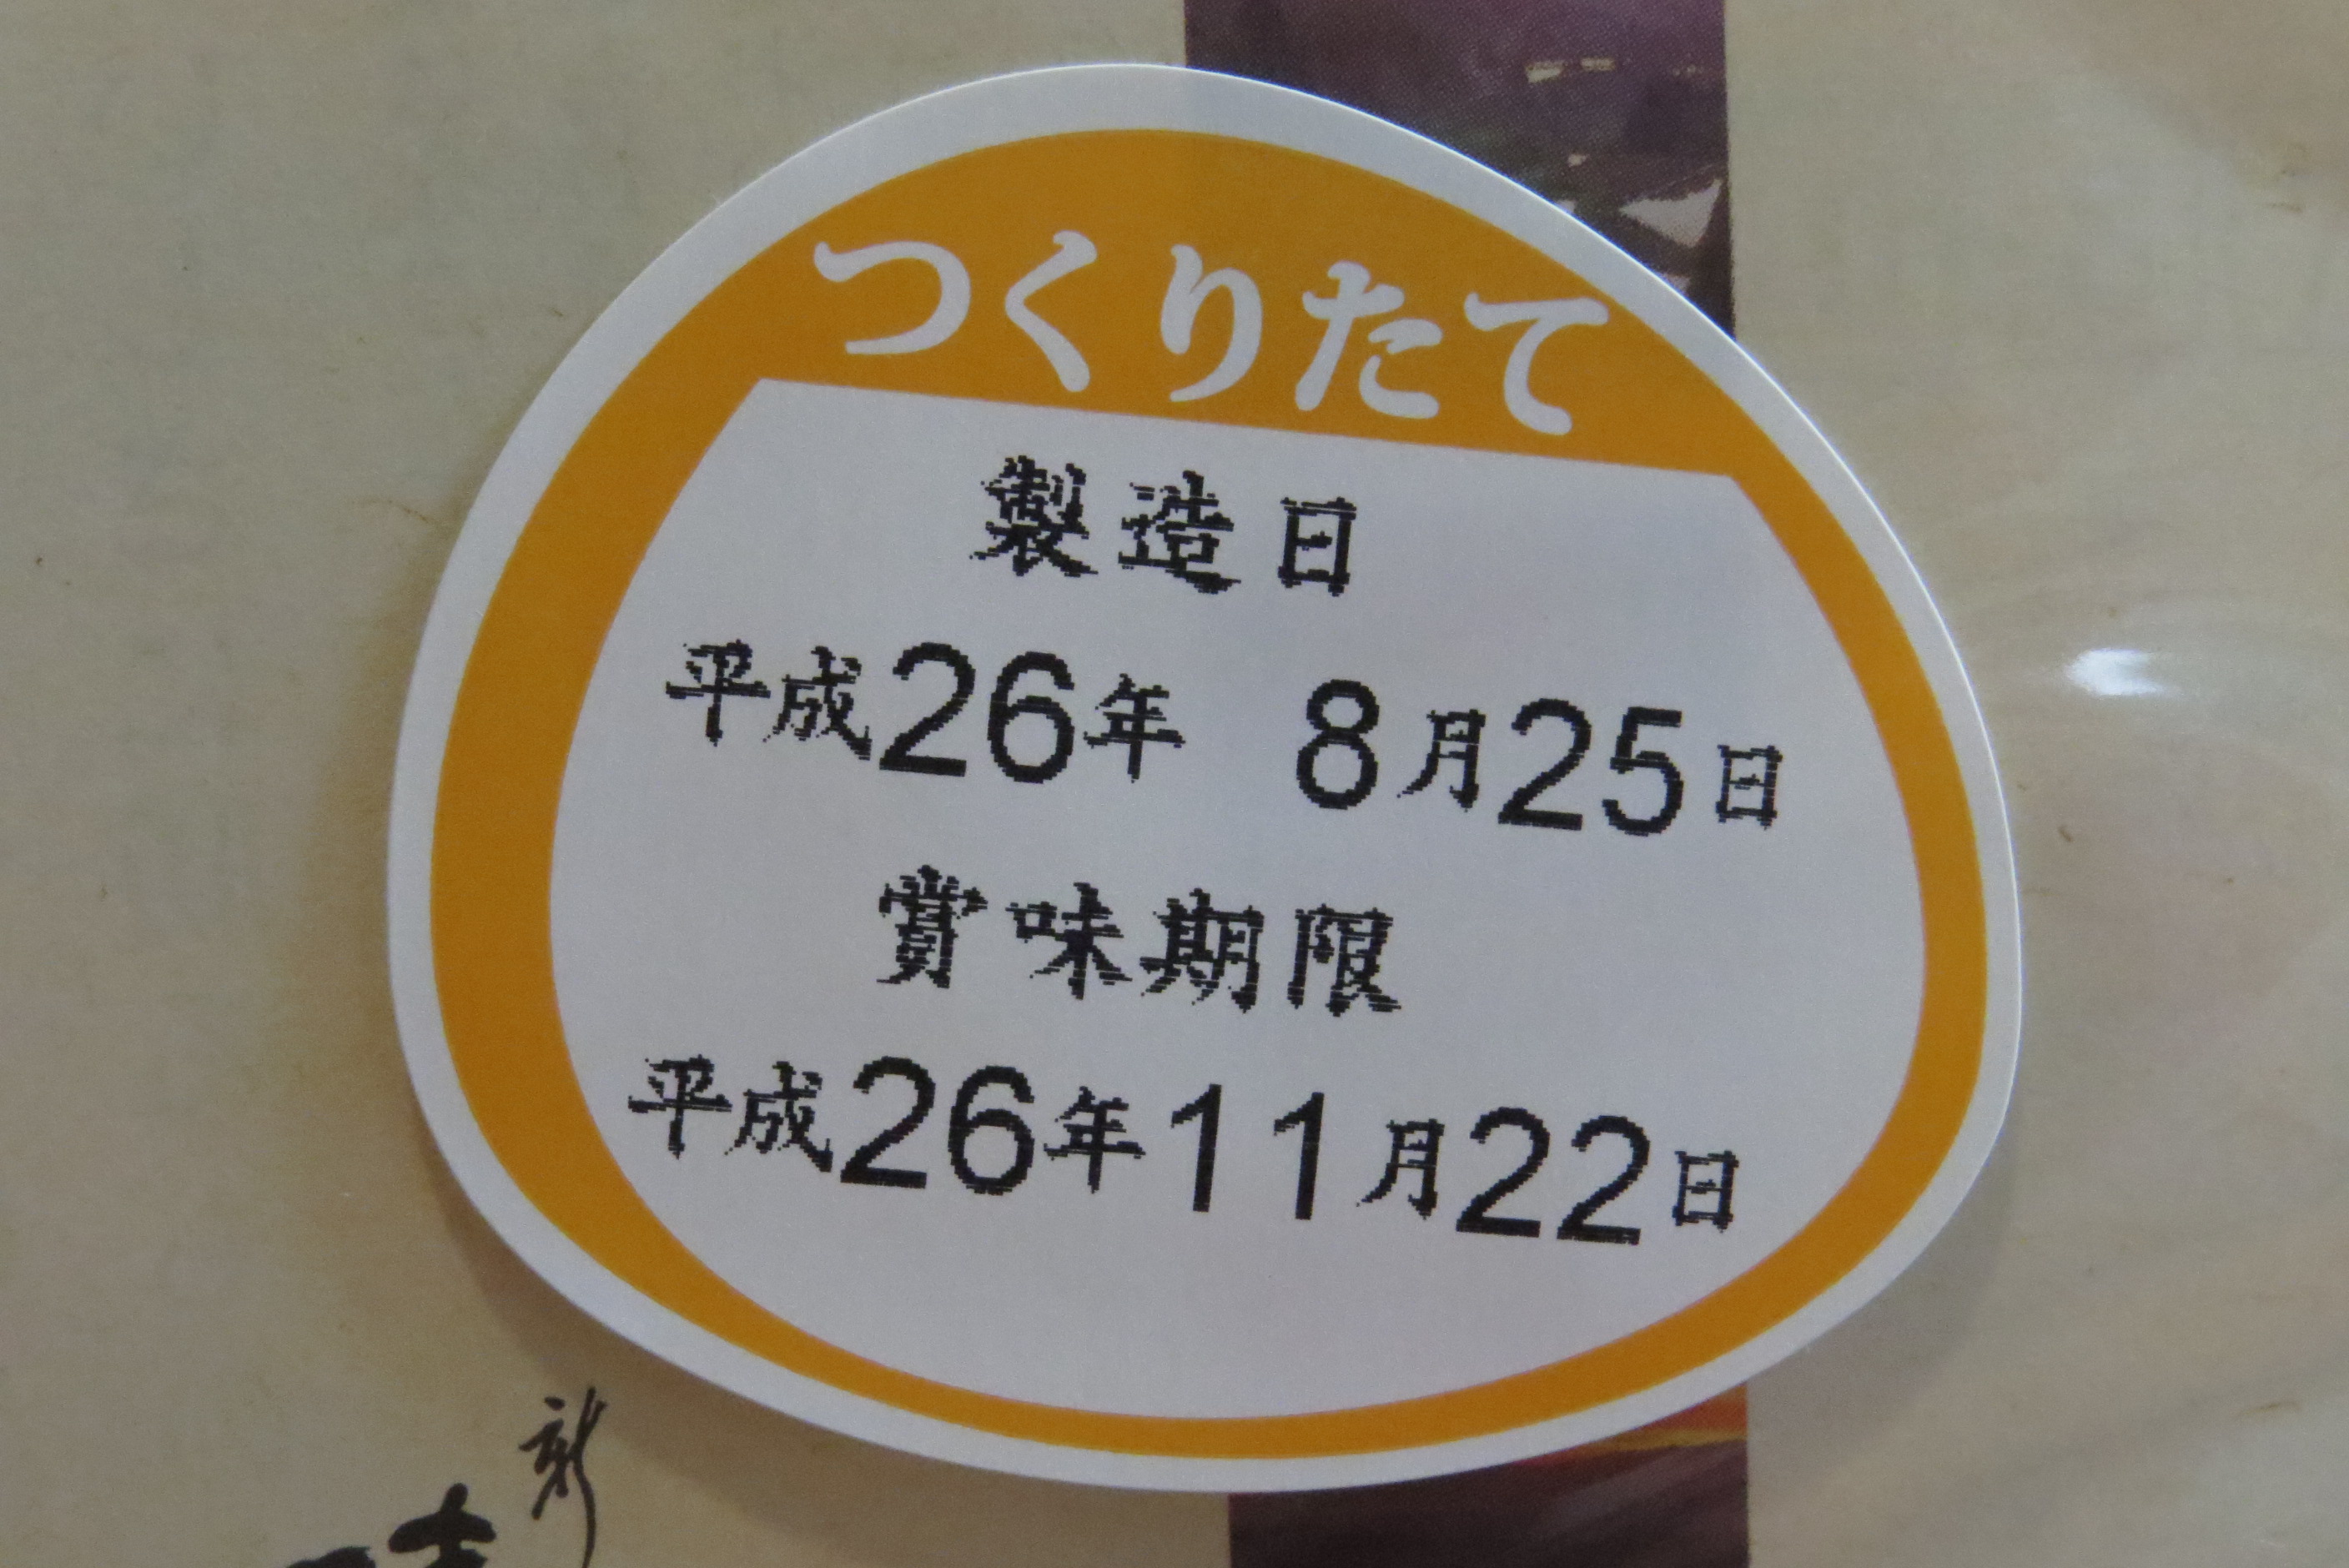 つくりたて
製造日
平成26年 8月25日
賞味期限
平成26年11月22日
新